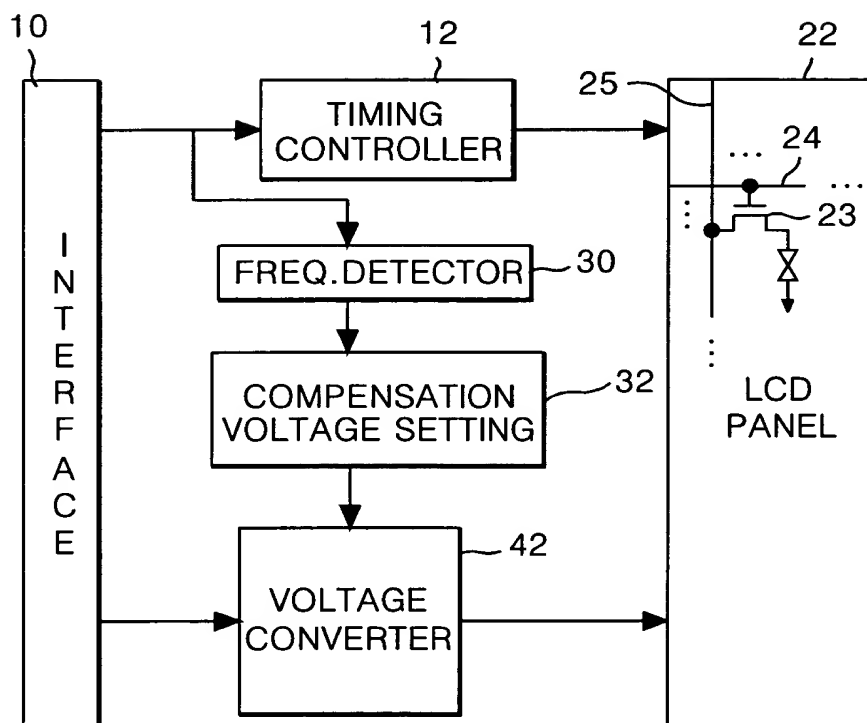 10
12
22
25
TIMING
CONTROLLER
...
24
...
...
23
INTERFACE
FREQ.DETECTOR
30
...
COMPENSATION
VOLTAGE SETTING
32
LCD
PANEL
VOLTAGE
CONVERTER
42